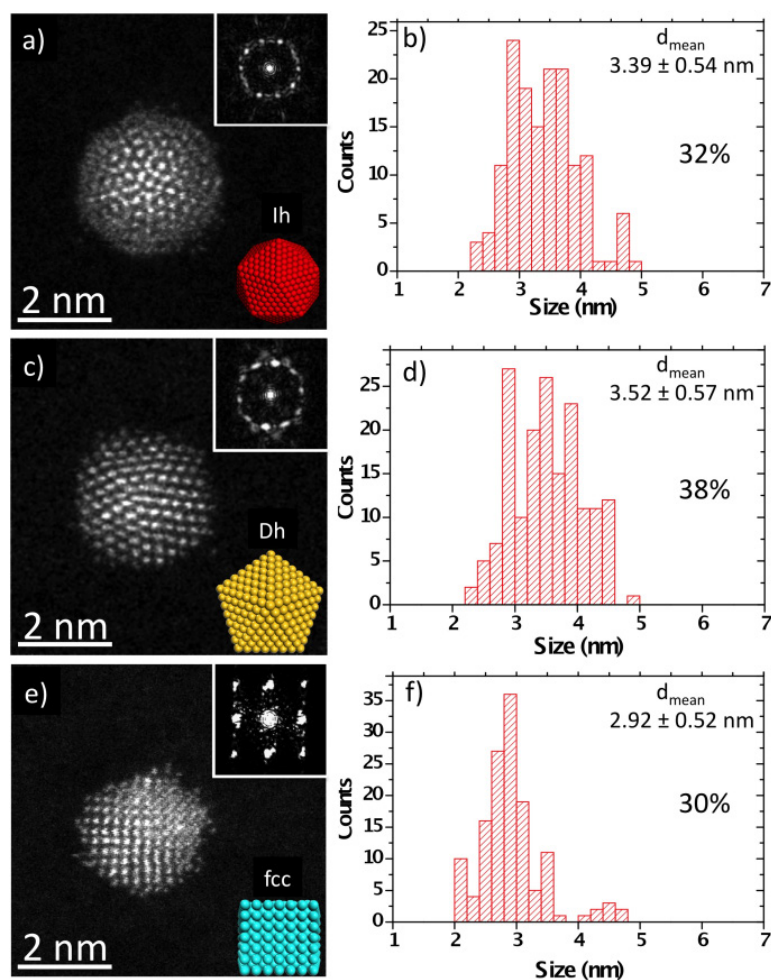 a)
Ih
2 nm
b)
d_mean
3.39 ± 0.54 nm
32%
Counts
25
20
15
10
5
0
1 2 3 4 5 6 7
Size (nm)
c)
Dh
2 nm
d)
d_mean
3.52 ± 0.57 nm
38%
Counts
25
20
15
10
5
0
1 2 3 4 5 6 7
Size (nm)
e)
fcc
2 nm
f)
d_mean
2.92 ± 0.52 nm
30%
Counts
35
30
25
20
15
10
5
0
1 2 3 4 5 6 7
Size (nm)